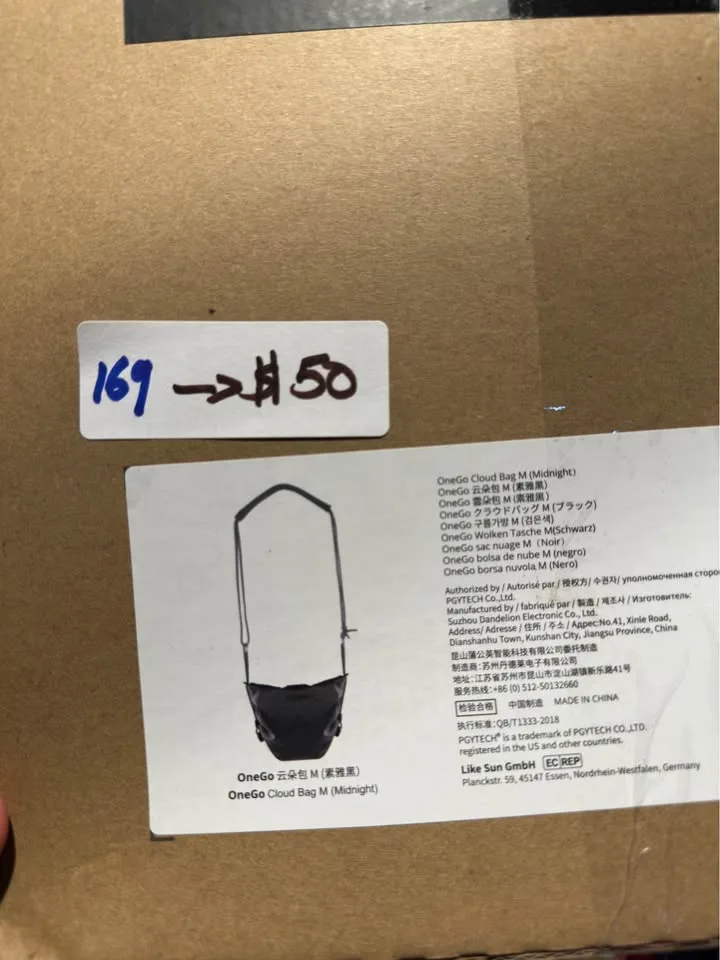 169 → $50
OneGo 云朵包 M (素雅黑)
OneGo Cloud Bag M (Midnight)
OneGo Cloud Bag M (Midnight)
OneGo 云朵包 M (素雅黑)
OneGo 雲朵包 M (素雅黑)
OneGo クラウドバッグ M (ブラック)
OneGo 구름가방 M (검은색)
OneGo Wolken Tasche M(Schwarz)
OneGo sac nuage M (Noir)
OneGo bolsa de nube M (negro)
OneGo borsa nuvola M (Nero)
Authorized by / Autorisé par / 授权方/ 수권자/ уполномоченная сторо
PGYTECH Co.,Ltd.
Manufactured by / fabriqué par / 製造 / 제조사 / Изготовитель:
Suzhou Dandelion Electronic Co., Ltd.
Address/ Adresse / 住所 / 주소 / Адрес:No.41, Xinle Road,
Dianshanhu Town, Kunshan City, Jiangsu Province, China
昆山蒲公英智能科技有限公司委托制造
制造商:苏州丹德莱电子有限公司
地址:江苏省苏州市昆山市淀山湖镇新乐路41号
服务热线:+86 (0) 512-50132660
检验合格 中国制造 MADE IN CHINA
执行标准:QB/T1333-2018
PGYTECH® is a trademark of PGYTECH CO.,LTD.
registered in the US and other countries.
Like Sun GmbH EC REP
Planckstr. 59, 45147 Essen, Nordrhein-Westfalen, Germany